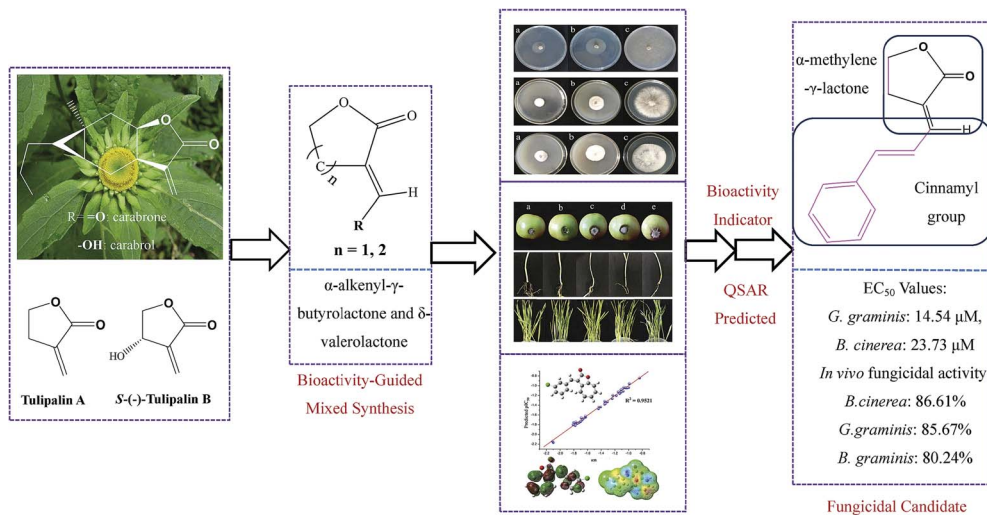 R= =O: carabrone
-OH: carabrol
O
O
O
O
O
O
HO
Tulipalin A
S-(-)-Tulipalin B
O
O
C
n
H
R
n = 1, 2
α-alkenyl-γ-
butyrolactone and δ-
valerolactone
Bioactivity-Guided
Mixed Synthesis
a
b
c
a
b
c
a
b
c
a
b
c
d
e
R² = 0.9521
Bioactivity
Indicator
QSAR
Predicted
α-methylene
-γ-lactone
O
O
H
Cinnamyl
group
EC₅₀ Values:
G. graminis: 14.54 μM,
B. cinerea: 23.73 μM
In vivo fungicidal activity
B.cinerea: 86.61%
G.graminis: 85.67%
B. graminis: 80.24%
Fungicidal Candidate